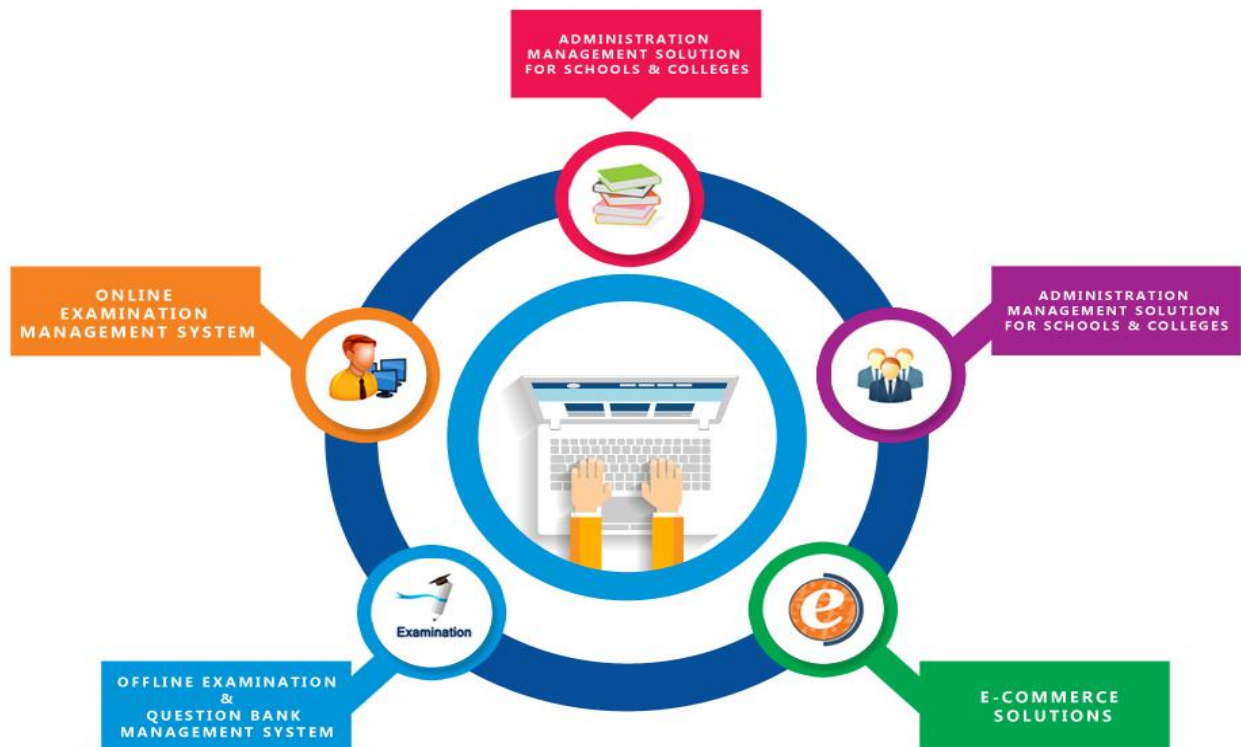 ADMINISTRATION
MANAGEMENT SOLUTION
FOR SCHOOLS & COLLEGES
ONLINE
EXAMINATION
MANAGEMENT SYSTEM
ADMINISTRATION
MANAGEMENT SOLUTION
FOR SCHOOLS & COLLEGES
Examination
e
OFFLINE EXAMINATION
&
QUESTION BANK
MANAGEMENT SYSTEM
E-COMMERCE
SOLUTIONS